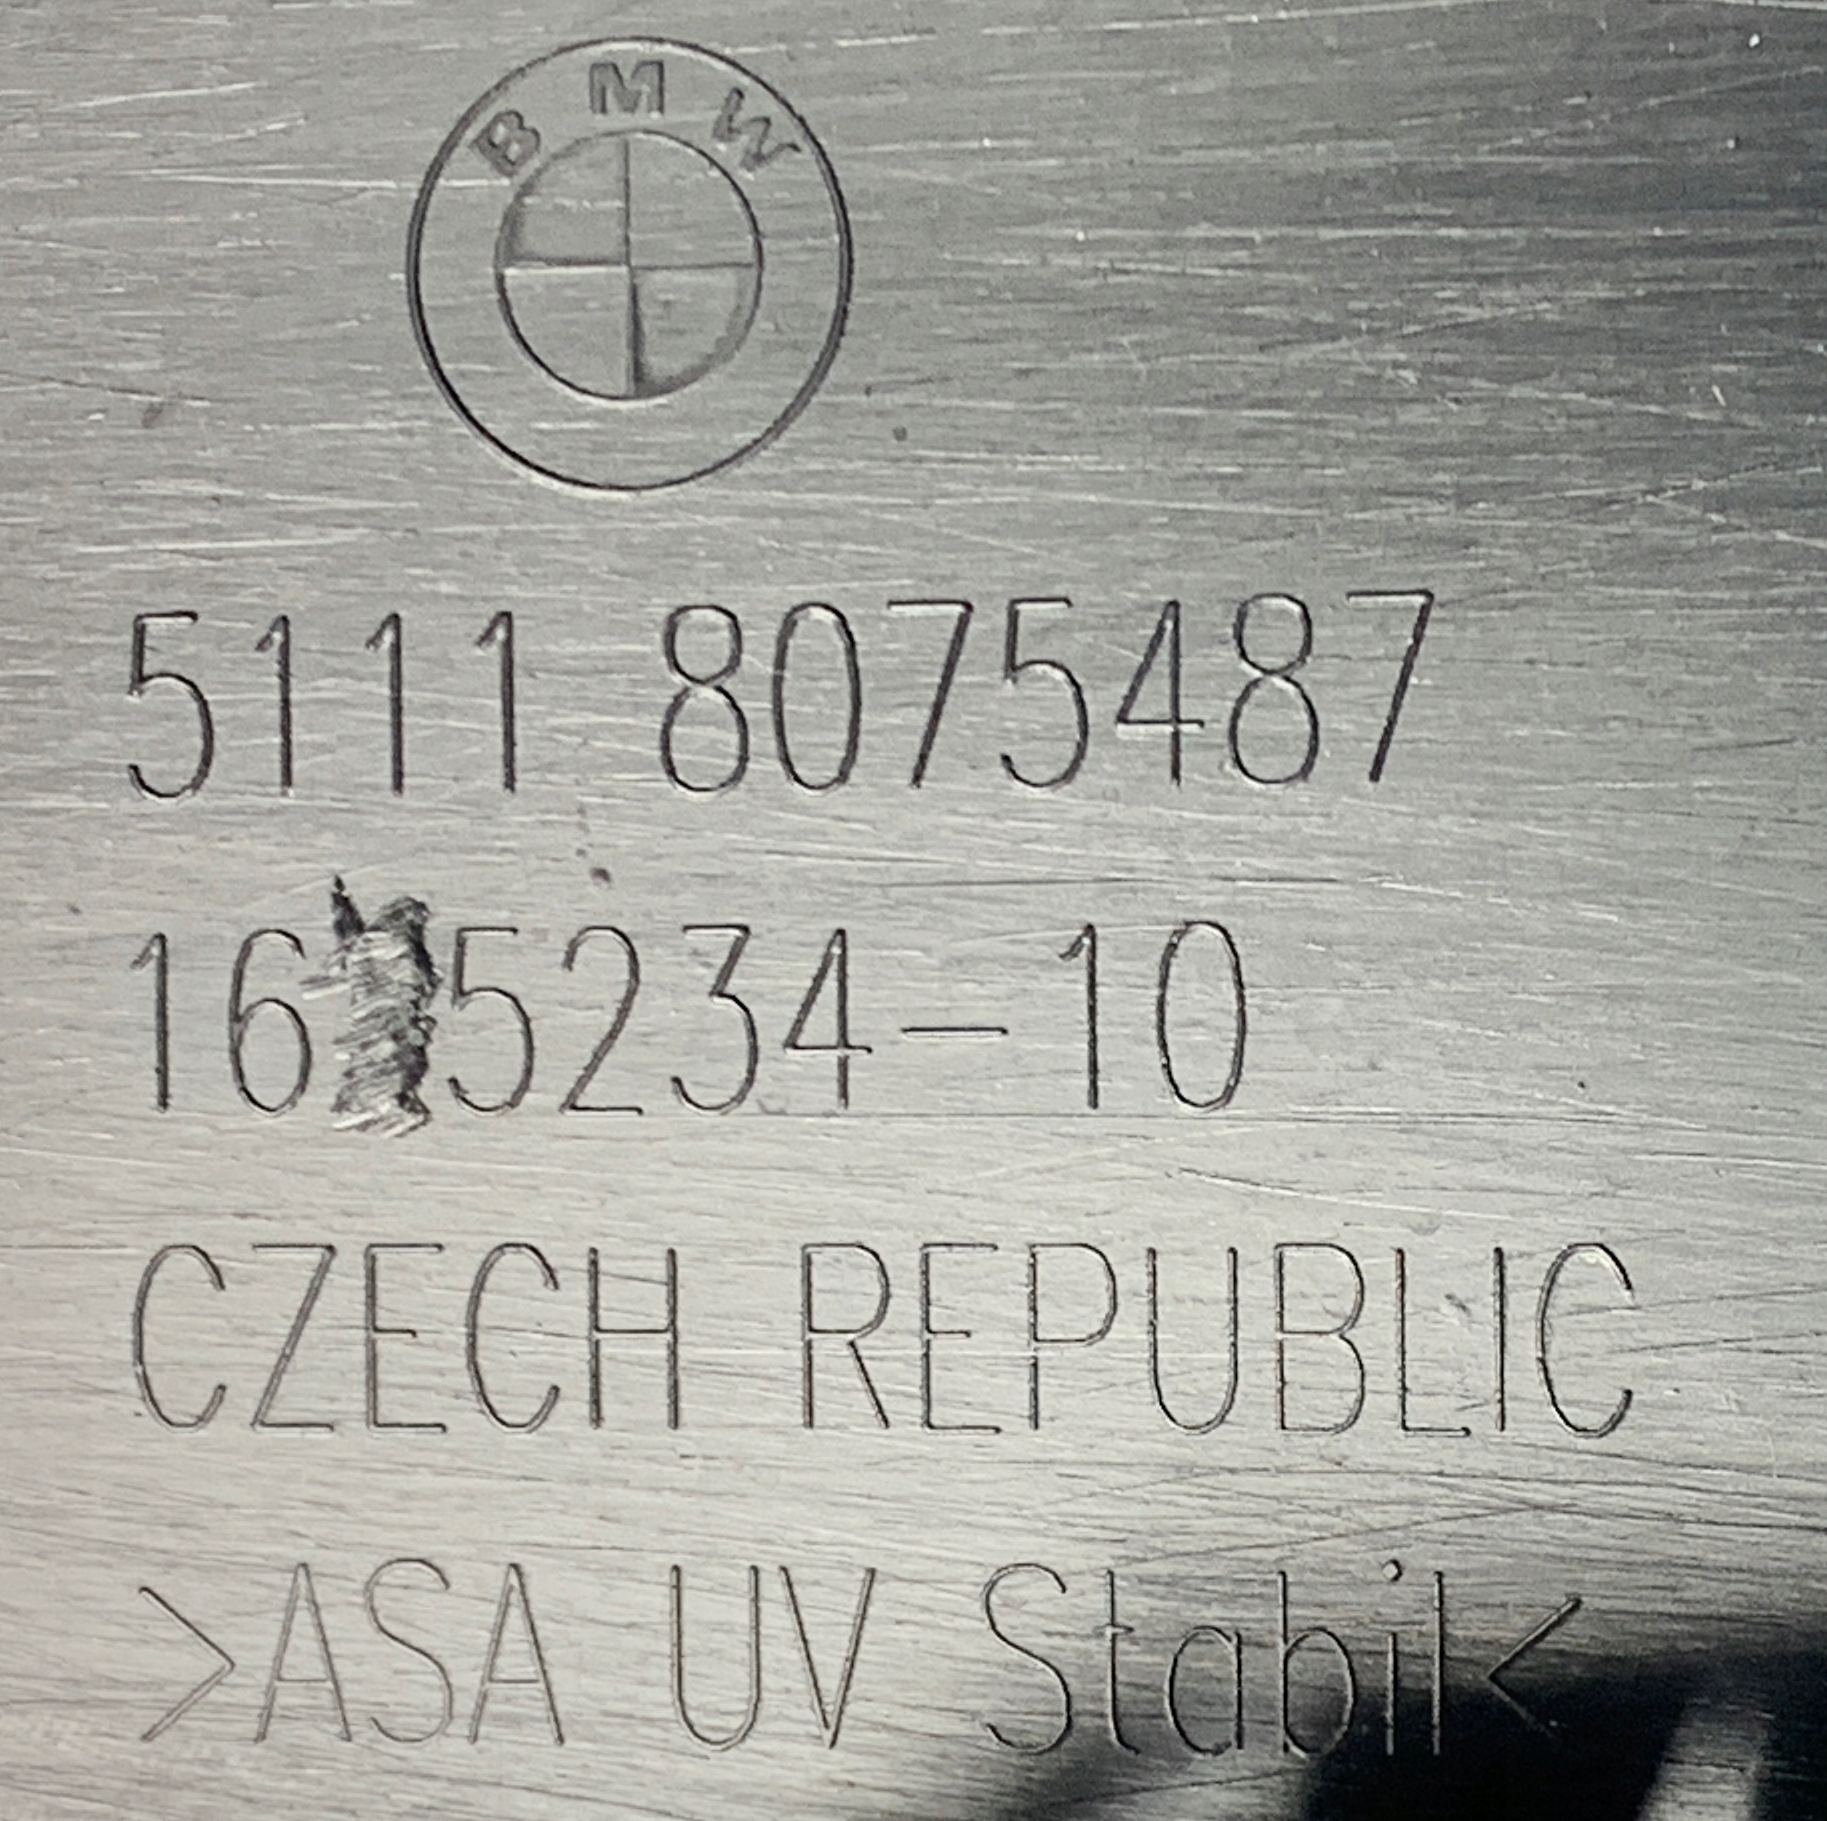 BMW
5111 8075487
CZECH REPUBLIC
>ASA UV Stabil<